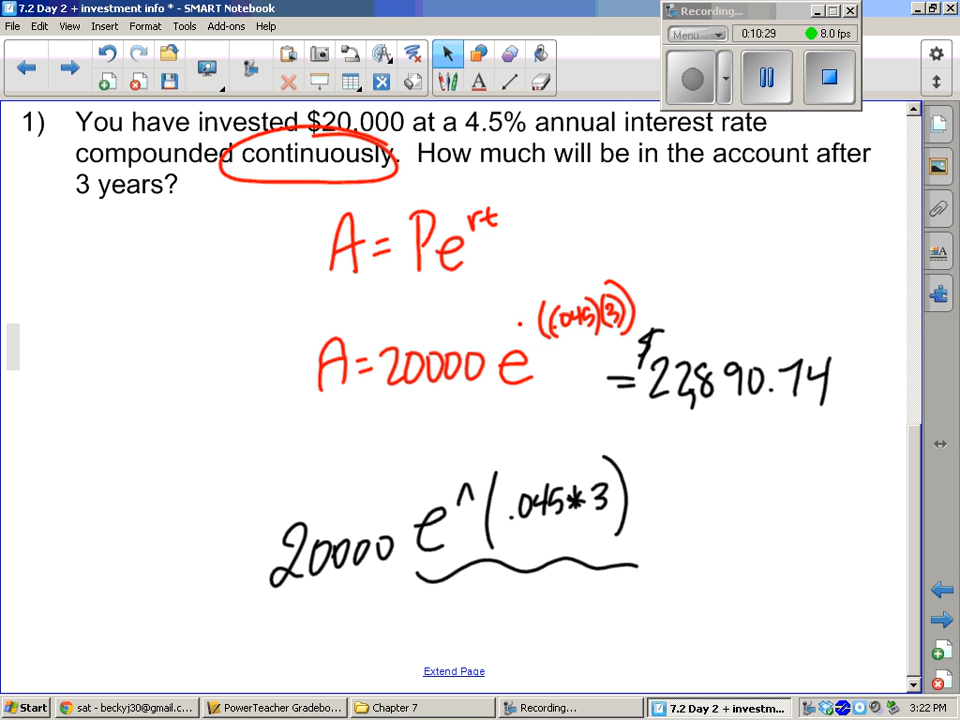 7.2 Day 2 + investment info * - SMART Notebook
File Edit View Insert Format Tools Add-ons Help
Recording...
Menu 0:10:29 8.0 fps
1) You have invested $20,000 at a 4.5% annual interest rate
compounded continuously. How much will be in the account after
3 years?
A = Pe^rt
A = 20000 e^((.045)(3))
= $22,890.74
20000 e^(.045*3)
Extend Page
Start sat - beckyj30@gmail.c... PowerTeacher Gradebo... Chapter 7 Recording... 7.2 Day 2 + investm... 3:22 PM